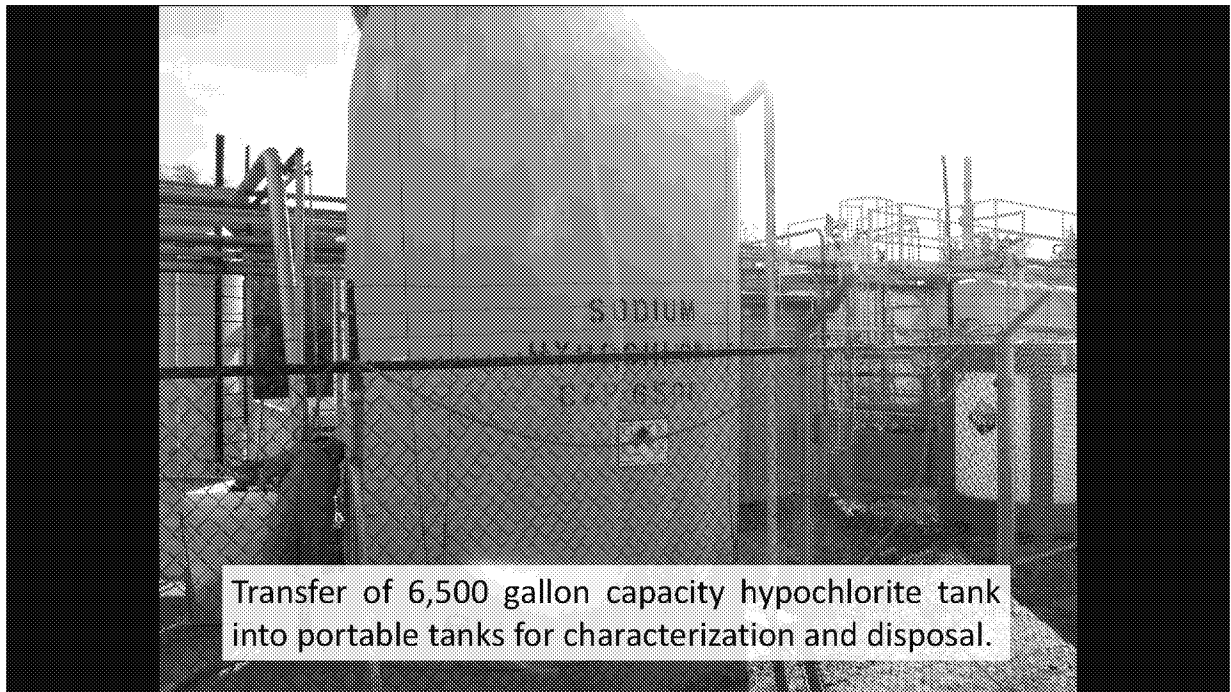 SODIUM
Transfer of 6,500 gallon capacity hypochlorite tank
into portable tanks for characterization and disposal.